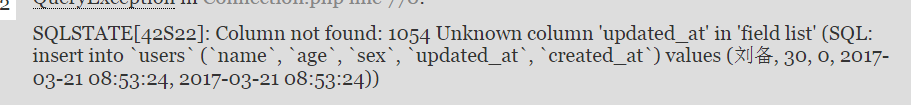 QueryException in Connection.php line 770:
SQLSTATE[42S22]: Column not found: 1054 Unknown column 'updated_at' in 'field list' (SQL:
insert into `users` (`name`, `age`, `sex`, `updated_at`, `created_at`) values (刘备, 30, 0, 2017-
03-21 08:53:24, 2017-03-21 08:53:24))